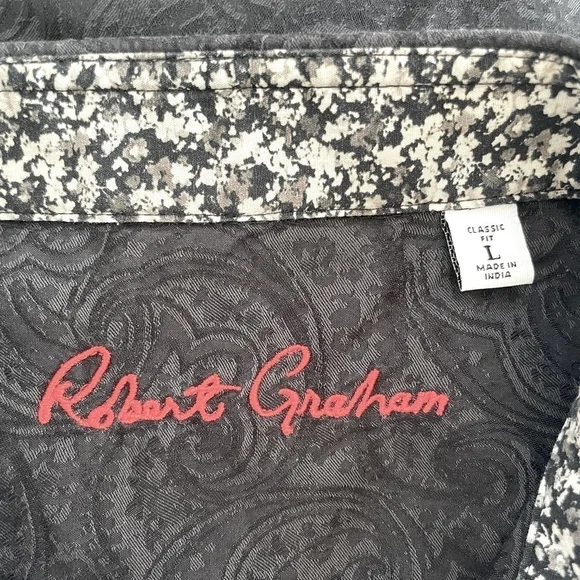 CLASSIC
FIT
L
MADE IN
INDIA
Robert Graham